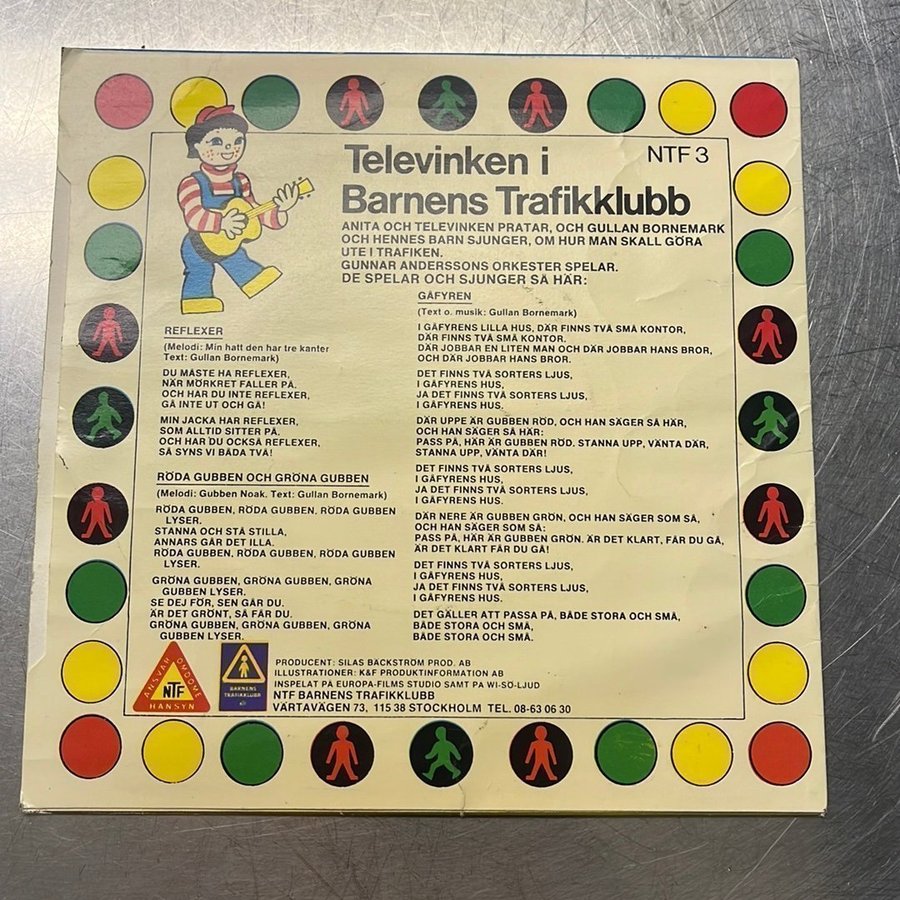 Televinken i
Barnens Trafikklubb
NTF 3
ANITA OCH TELEVINKEN PRATAR, OCH GULLAN BORNEMARK
OCH HENNES BARN SJUNGER, OM HUR MAN SKALL GÖRA
UTE I TRAFIKEN.
GUNNAR ANDERSSONS ORKESTER SPELAR.
DE SPELAR OCH SJUNGER SÅ HÄR:
REFLEXER
(Melodi: Min hatt den har tre kanter
Text: Gullan Bornemark)
DU MÅSTE HA REFLEXER,
NÄR MÖRKRET FALLER PÅ.
OCH HAR DU INTE REFLEXER,
GÅ INTE UT OCH GÅ!
MIN JACKA HAR REFLEXER,
SOM ALLTID SITTER PÅ.
OCH HAR DU OCKSÅ REFLEXER,
SÅ SYNS VI BÅDA TVÅ!
RÖDA GUBBEN OCH GRÖNA GUBBEN
(Melodi: Gubben Noak. Text: Gullan Bornemark)
RÖDA GUBBEN, RÖDA GUBBEN. RÖDA GUBBEN
LYSER.
STANNA OCH STÅ STILLA,
ANNARS GÅR DET ILLA.
RÖDA GUBBEN, RÖDA GUBBEN, RÖDA GUBBEN
LYSER.
GRÖNA GUBBEN, GRÖNA GUBBEN, GRÖNA
GUBBEN LYSER.
SE DEJ FÖR, SEN GÅR DU.
ÄR DET GRÖNT, SÅ FÅR DU.
GRÖNA GUBBEN, GRÖNA GUBBEN, GRÖNA
GUBBEN LYSER.
GÅFYREN
(Text o. musik: Gullan Bornemark)
I GÅFYRENS LILLA HUS, DÄR FINNS TVÅ SMÅ KONTOR,
DÄR FINNS TVÅ SMÅ KONTOR.
DÄR JOBBAR EN LITEN MAN OCH DÄR JOBBAR HANS BROR,
OCH DÄR JOBBAR HANS BROR.
DET FINNS TVÅ SORTERS LJUS,
I GÅFYRENS HUS,
JA DET FINNS TVÅ SORTERS LJUS,
I GÅFYRENS HUS.
DÄR UPPE ÄR GUBBEN RÖD, OCH HAN SÄGER SÅ HÄR,
OCH HAN SÄGER SÅ HÄR:
PASS PÅ, HÄR ÄR GUBBEN RÖD. STANNA UPP, VÄNTA DÄR,
STANNA UPP, VÄNTA DÄR!
DET FINNS TVÅ SORTERS LJUS,
I GÅFYRENS HUS,
JA DET FINNS TVÅ SORTERS LJUS,
I GÅFYRENS HUS.
DÄR NERE ÄR GUBBEN GRÖN, OCH HAN SÄGER SOM SÅ,
OCH HAN SÄGER SOM SÅ:
PASS PÅ, HÄR ÄR GUBBEN GRÖN. ÄR DET KLART, FÅR DU GÅ,
ÄR DET KLART FÅR DU GÅ!
DET FINNS TVÅ SORTERS LJUS,
I GÅFYRENS HUS,
JA DET FINNS TVÅ SORTERS LJUS,
I GÅFYRENS HUS.
DET GÄLLER ATT PASSA PÅ, BÅDE STORA OCH SMÅ,
BÅDE STORA OCH SMÅ,
BÅDE STORA OCH SMÅ.
ANSVAR OMDÖME
NTF
HÄNSYN
BARNENS
TRAFIKKLUBB
PRODUCENT: SILAS BÄCKSTRÖM PROD. AB
ILLUSTRATIONER: K&F PRODUKTINFORMATION AB
INSPELAT PÅ EUROPA-FILMS STUDIO SAMT PÅ WI-SO-LJUD
NTF BARNENS TRAFIKKLUBB
VÄRTAVÄGEN 73, 115 38 STOCKHOLM TEL. 08-63 06 30